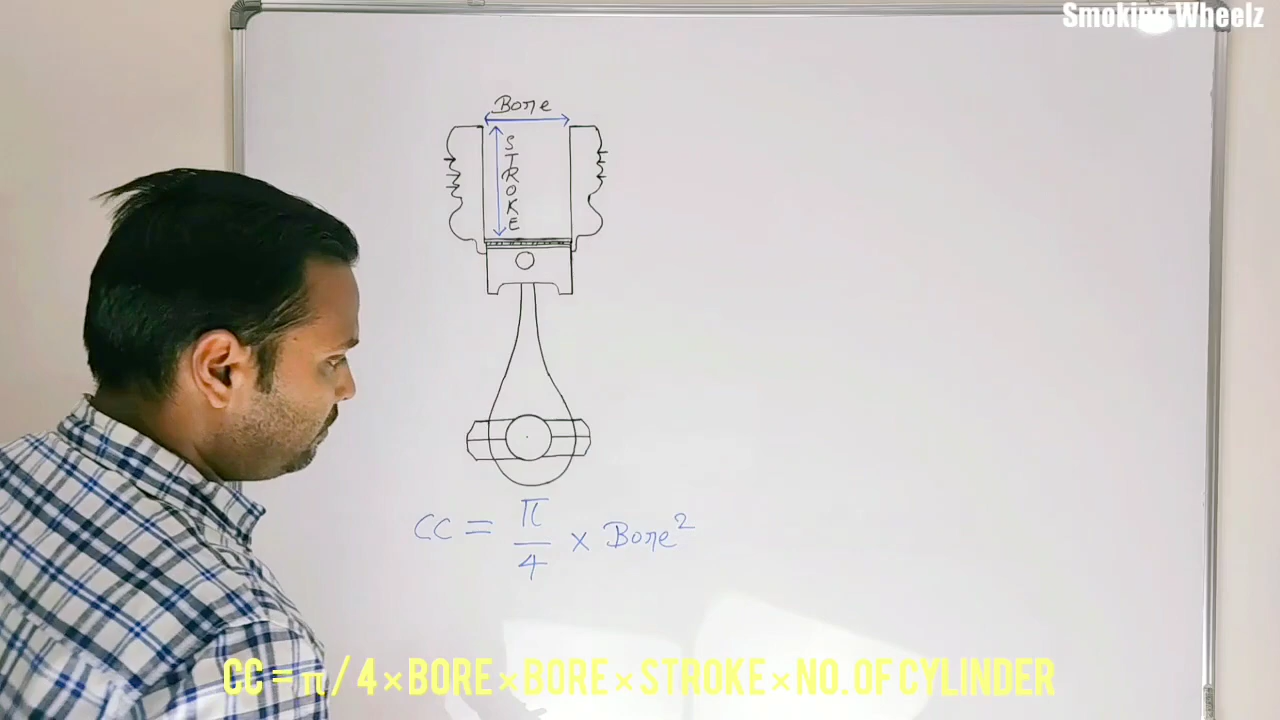 Smoking Wheelz
Bore
STROKE
CC = π/4 × Bore²
CC = π / 4 × BORE × BORE × STROKE × NO. OF CYLINDER